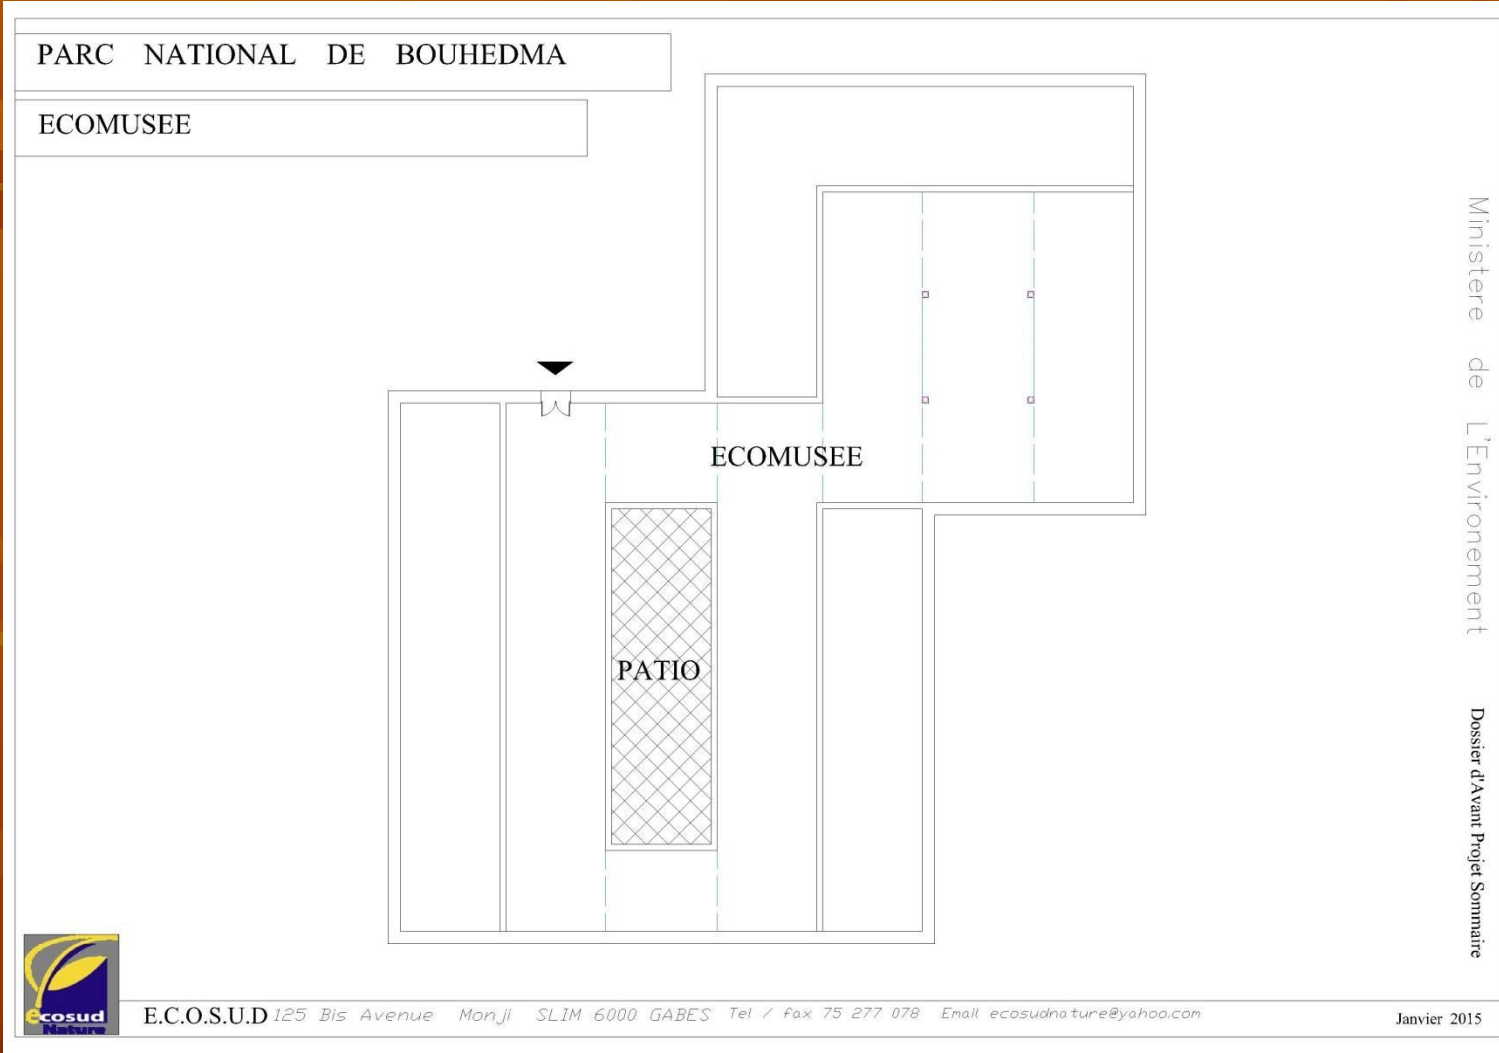 PARC NATIONAL DE BOUHEDMA
ECOMUSEE
ECOMUSEE
PATIO
Ministere de L'Environement
Dossier d'Avant Projet Sommaire
ecosud
Nature
E.C.O.S.U.D 125 Bis Avenue Monji SLIM 6000 GABES Tel / fax 75 277 078 Email ecosudnature@yahoo.com
Janvier 2015